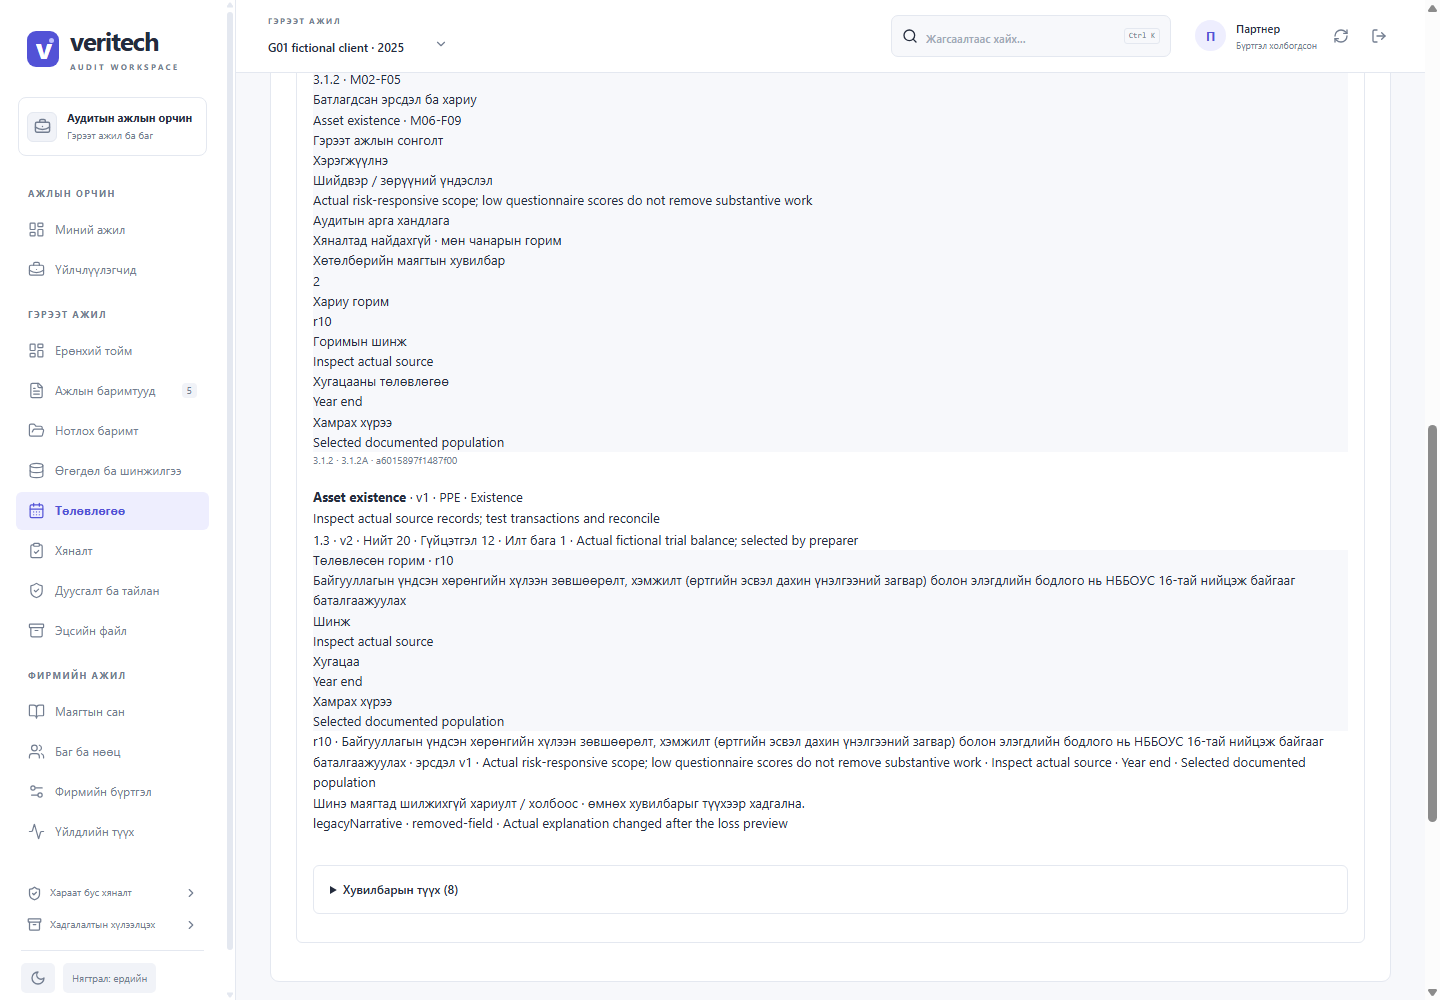 veritech
AUDIT WORKSPACE
Аудитын ажлын орчин
Гэрээт ажил ба баг
АЖЛЫН ОРЧИН
Миний ажил
Үйлчлүүлэгчид
ГЭРЭЭТ АЖИЛ
Ерөнхий тойм
Ажлын баримтууд 5
Нотлох баримт
Өгөгдөл ба шинжилгээ
Төлөвлөгөө
Хяналт
Дуусгалт ба тайлан
Эцсийн файл
ФИРМИЙН АЖИЛ
Маягтын сан
Баг ба нөөц
Фирмийн бүртгэл
Үйлдлийн түүх
Хараат бус хяналт
Хадгалалтын хүлээлцэх
Нягтрал: ердийн
ГЭРЭЭТ АЖИЛ
G01 fictional client · 2025
Жагсаалтаас хайх... Ctrl K
П
Партнер
Бүртгэл холбогдсон
3.1.2 · M02-F05
Батлагдсан эрсдэл ба хариу
Asset existence · M06-F09
Гэрээт ажлын сонголт
Хэрэгжүүлнэ
Шийдвэр / зөрүүний үндэслэл
Actual risk-responsive scope; low questionnaire scores do not remove substantive work
Аудитын арга хандлага
Хяналтад найдахгүй · мөн чанарын горим
Хөтөлбөрийн маягтын хувилбар
2
Хариу горим
r10
Горимын шинж
Inspect actual source
Хугацааны төлөвлөгөө
Year end
Хамрах хүрээ
Selected documented population
3.1.2 · 3.1.2A · a6015897f1487f00
Asset existence · v1 · PPE · Existence
Inspect actual source records; test transactions and reconcile
1.3 · v2 · Нийт 20 · Гүйцэтгэл 12 · Илт бага 1 · Actual fictional trial balance; selected by preparer
Төлөвлөсөн горим · r10
Байгууллагын үндсэн хөрөнгийн хүлээн зөвшөөрөлт, хэмжилт (өртгийн эсвэл дахин үнэлгээний загвар) болон элэгдлийн бодлого нь НББОУС 16-тай нийцэж байгааг
баталгаажуулах
Шинж
Inspect actual source
Хугацаа
Year end
Хамрах хүрээ
Selected documented population
r10 · Байгууллагын үндсэн хөрөнгийн хүлээн зөвшөөрөлт, хэмжилт (өртгийн эсвэл дахин үнэлгээний загвар) болон элэгдлийн бодлого нь НББОУС 16-тай нийцэж байгааг
баталгаажуулах · эрсдэл v1 · Actual risk-responsive scope; low questionnaire scores do not remove substantive work · Inspect actual source · Year end · Selected documented
population
Шинэ маягтад шилжихгүй хариулт / холбоос · өмнөх хувилбарыг түүхээр хадгална.
legacyNarrative · removed-field · Actual explanation changed after the loss preview
Хувилбарын түүх (8)